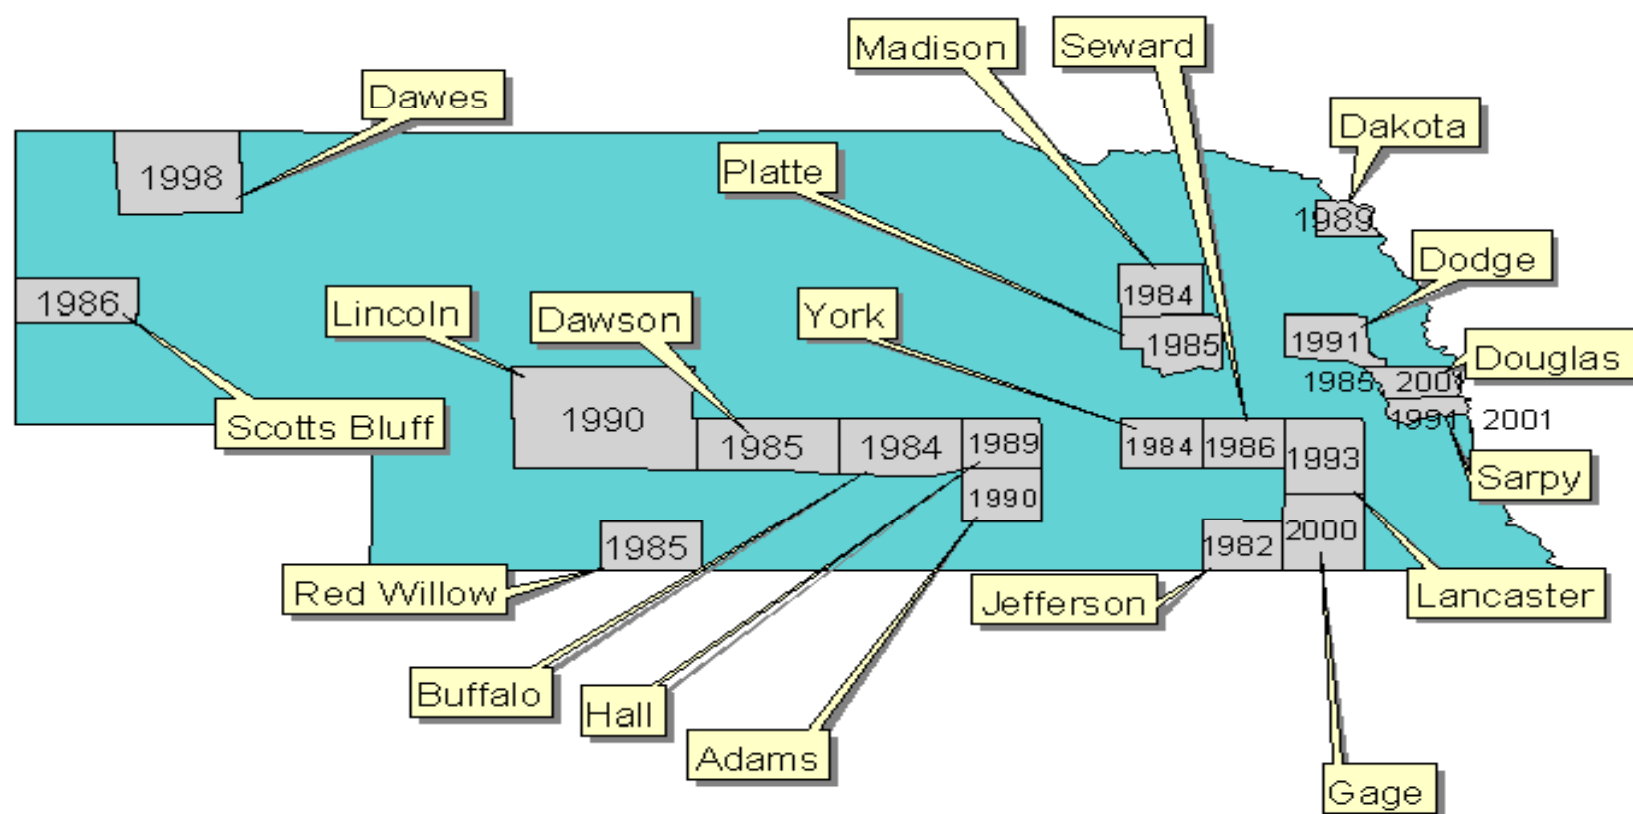 Madison
Seward
Dawes
Dakota
Platte
1998
1989
Dodge
1986
Lincoln
Dawson
York
1984
1985
1991
Douglas
1985
200
Scotts Bluff
1990
1985
1984
1989
1984
1986
1993
1991
2001
Sarpy
1990
Red Willow
1985
1982
2000
Jefferson
Lancaster
Buffalo
Hall
Adams
Gage